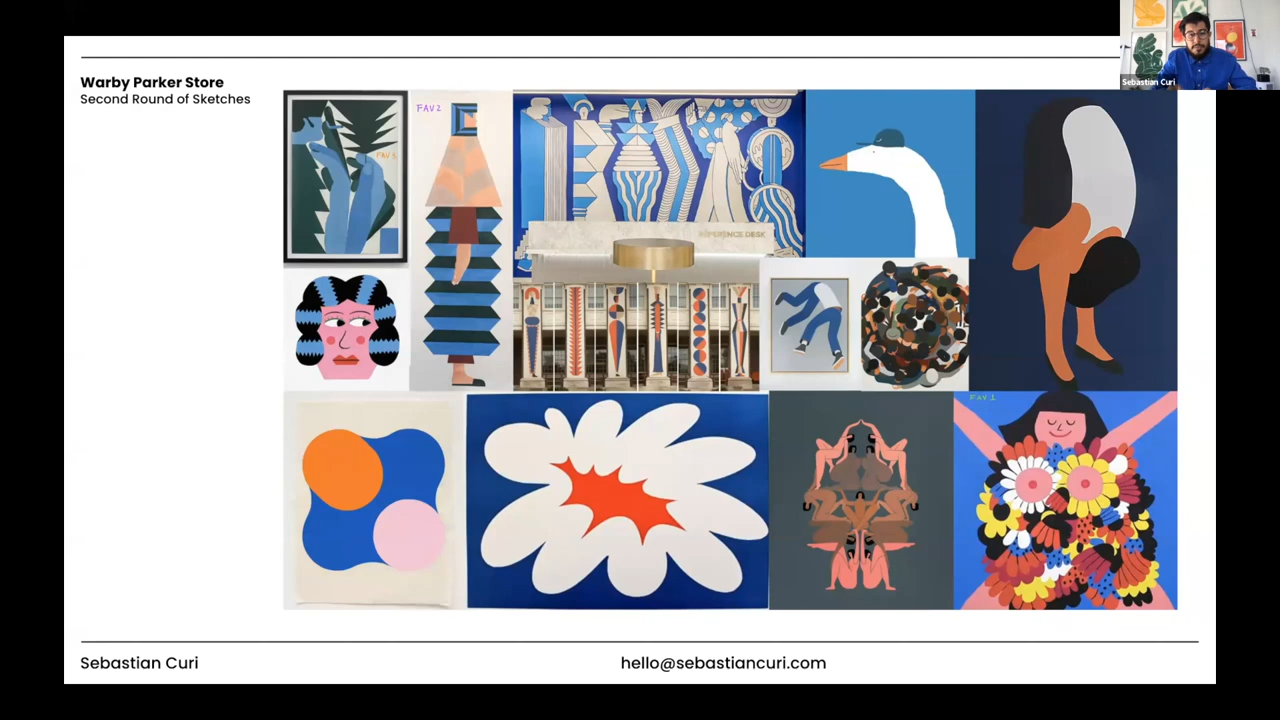 Warby Parker Store
Second Round of Sketches
Sebastian Curi
FAV 2
FAV 3
REFERENCE DESK
FAV 1
Sebastian Curi
hello@sebastiancuri.com